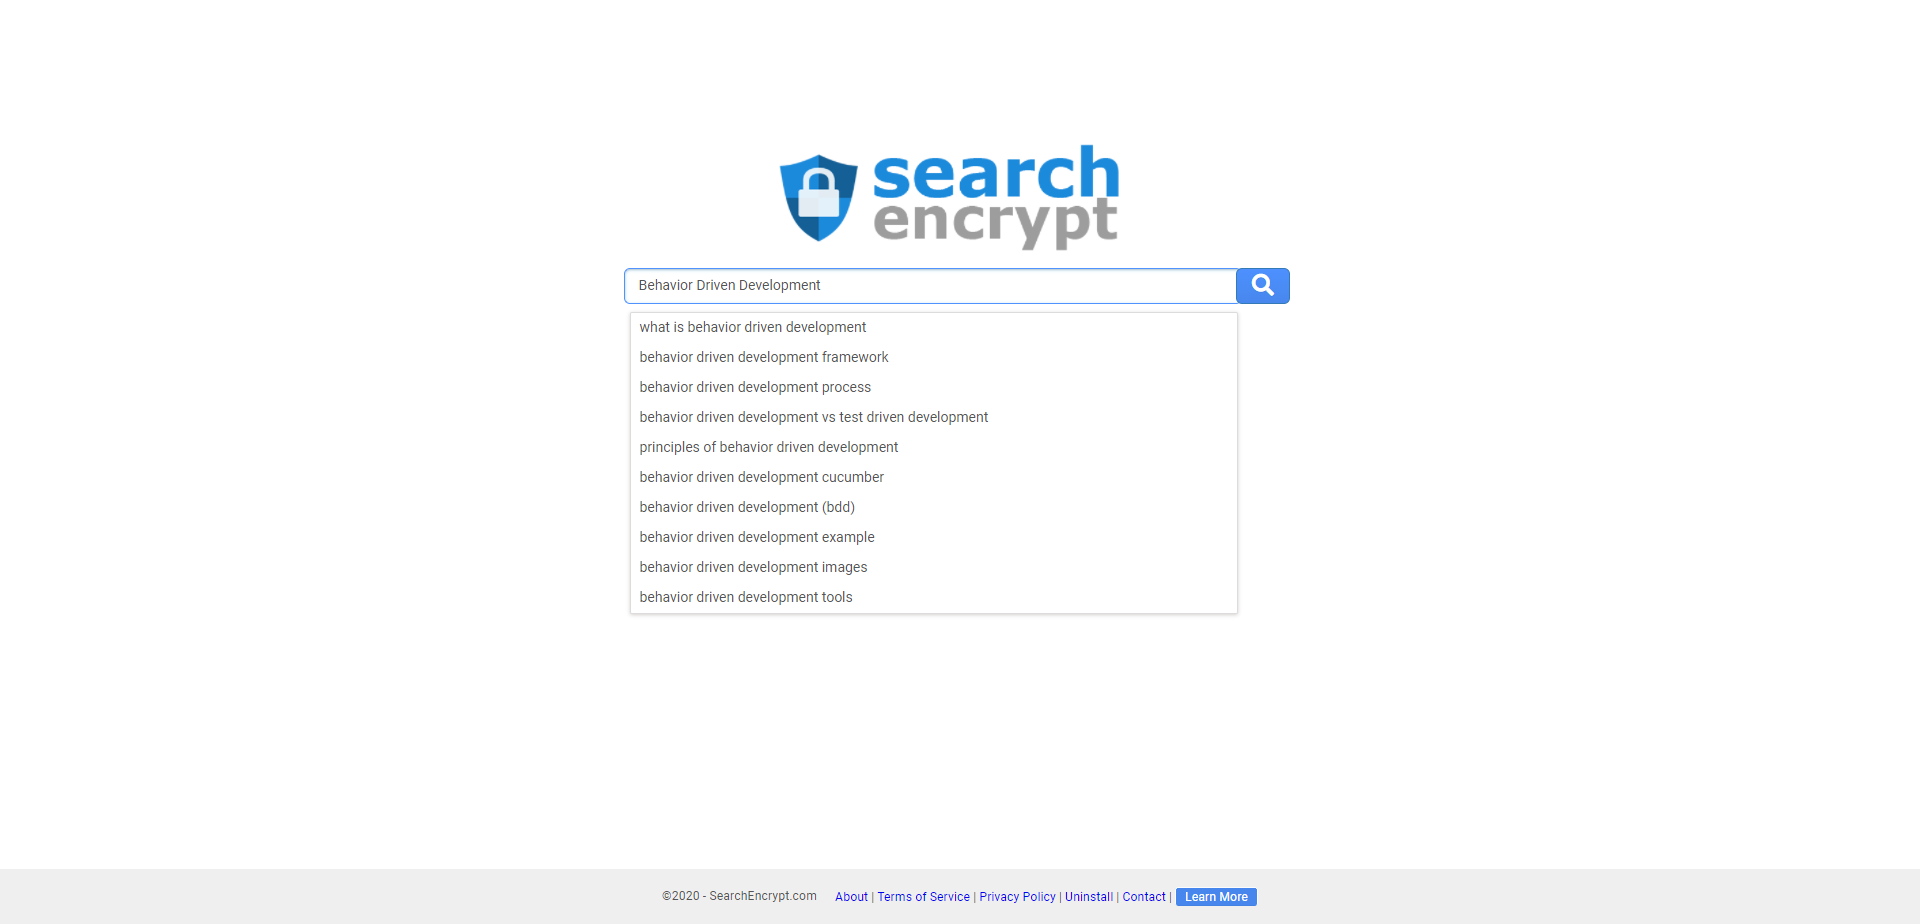 search
encrypt
Behavior Driven Development
what is behavior driven development
behavior driven development framework
behavior driven development process
behavior driven development vs test driven development
principles of behavior driven development
behavior driven development cucumber
behavior driven development (bdd)
behavior driven development example
behavior driven development images
behavior driven development tools
©2020 - SearchEncrypt.com About | Terms of Service | Privacy Policy | Uninstall | Contact | Learn More